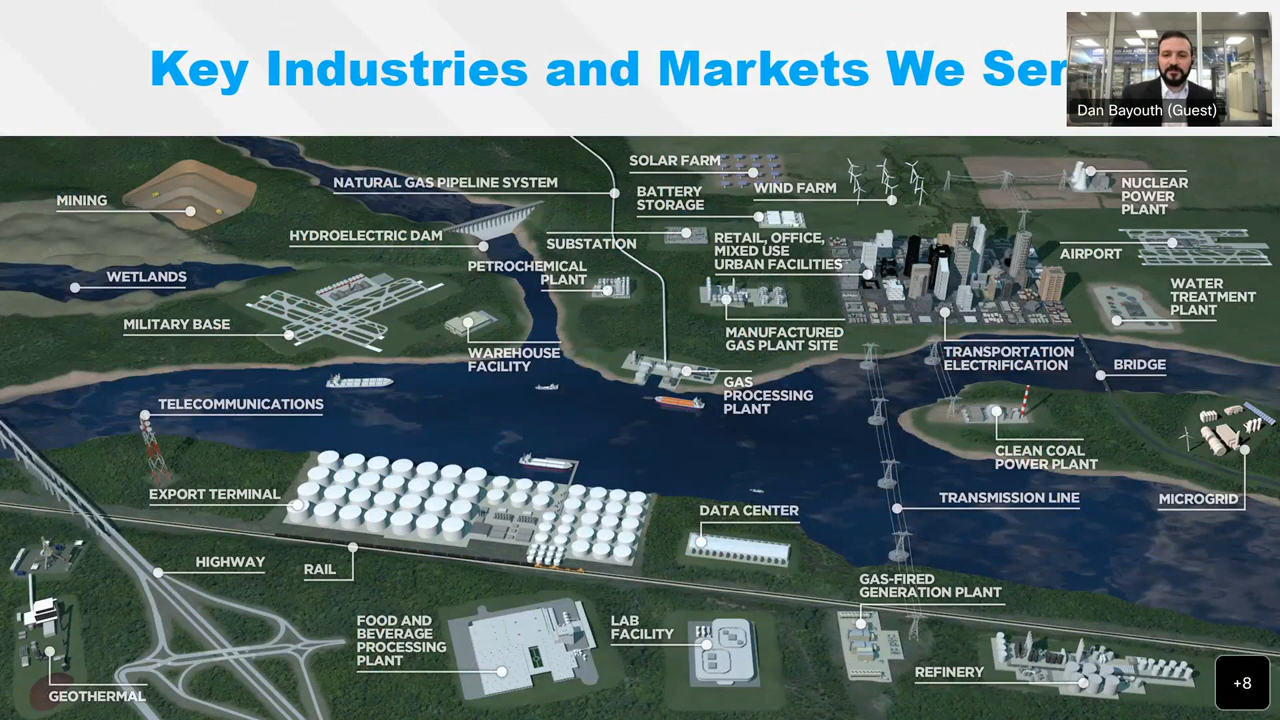 Key Industries and Markets We Ser
Dan Bayouth (Guest)
SOLAR FARM
NATURAL GAS PIPELINE SYSTEM
BATTERY
STORAGE
WIND FARM
NUCLEAR
POWER
PLANT
MINING
HYDROELECTRIC DAM
SUBSTATION
RETAIL, OFFICE,
MIXED USE
URBAN FACILITIES
AIRPORT
WETLANDS
PETROCHEMICAL
PLANT
WATER
TREATMENT
PLANT
MILITARY BASE
WAREHOUSE
FACILITY
MANUFACTURED
GAS PLANT SITE
TRANSPORTATION
ELECTRIFICATION
BRIDGE
GAS
PROCESSING
PLANT
TELECOMMUNICATIONS
CLEAN COAL
POWER PLANT
EXPORT TERMINAL
DATA CENTER
TRANSMISSION LINE
MICROGRID
HIGHWAY
RAIL
GAS-FIRED
GENERATION PLANT
FOOD AND
BEVERAGE
PROCESSING
PLANT
LAB
FACILITY
REFINERY
GEOTHERMAL
+8